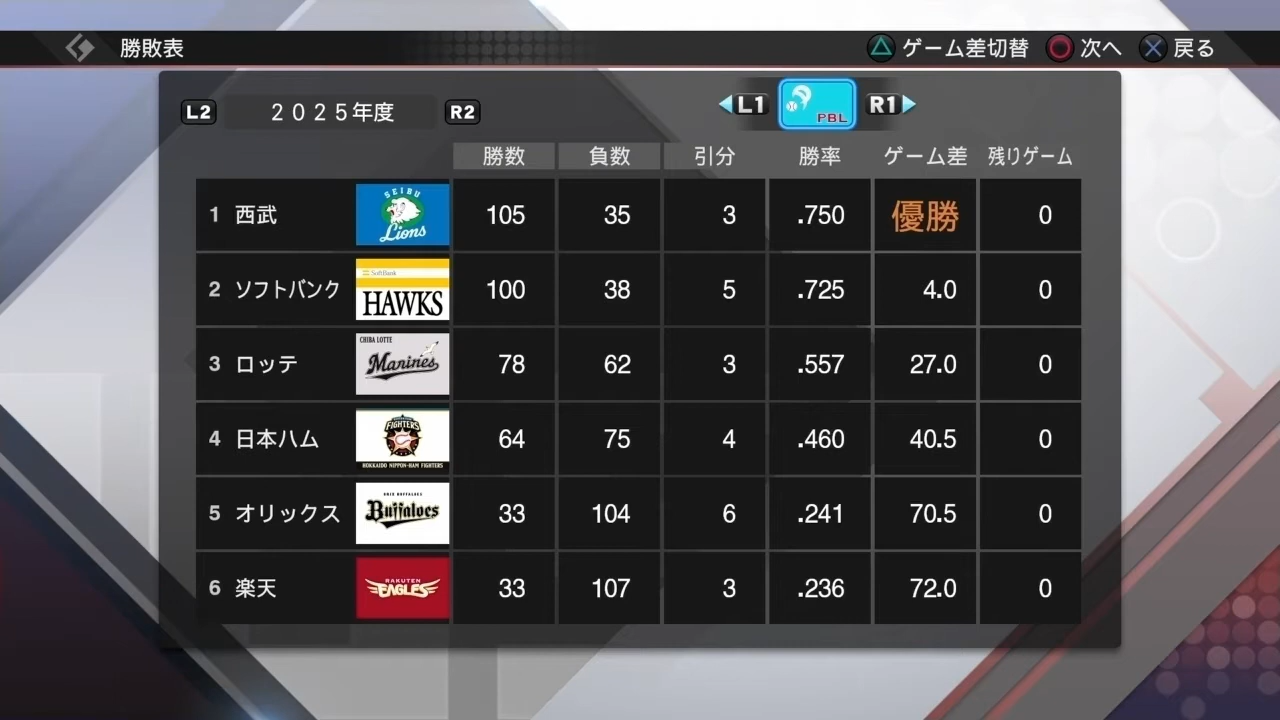 勝敗表 ゲーム差切替 次へ 戻る
L2 2025年度 R2 L1 PBL R1
勝数 負数 引分 勝率 ゲーム差 残りゲーム
1 西武 SEIBU Lions 105 35 3 .750 優勝 0
2 ソフトバンク SoftBank HAWKS 100 38 5 .725 4.0 0
3 ロッテ CHIBA LOTTE Marines 78 62 3 .557 27.0 0
4 日本ハム FIGHTERS HOKKAIDO NIPPON-HAM FIGHTERS 64 75 4 .460 40.5 0
5 オリックス ORIX BUFFALOES Buffaloes 33 104 6 .241 70.5 0
6 楽天 RAKUTEN EAGLES 33 107 3 .236 72.0 0